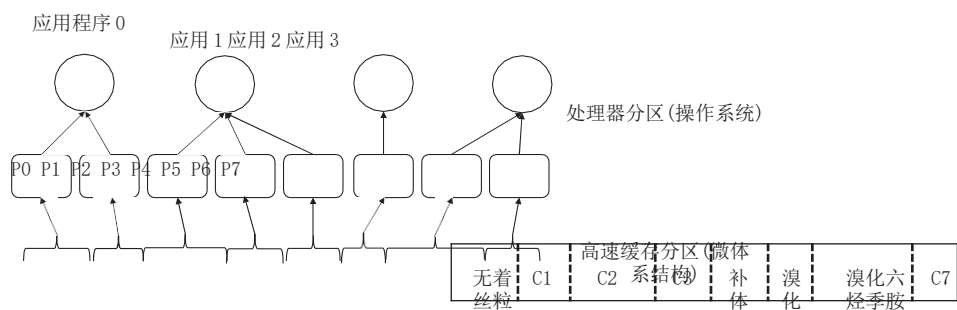 应用程序0
应用1应用2应用3
处理器分区(操作系统)
P0 P1 P2 P3 P4 P5 P6 P7
高速缓存分区(微体
系结构)
无着 C1 C2 C3 补 溴 溴化六 C7
丝粒 体 化 烃季胺